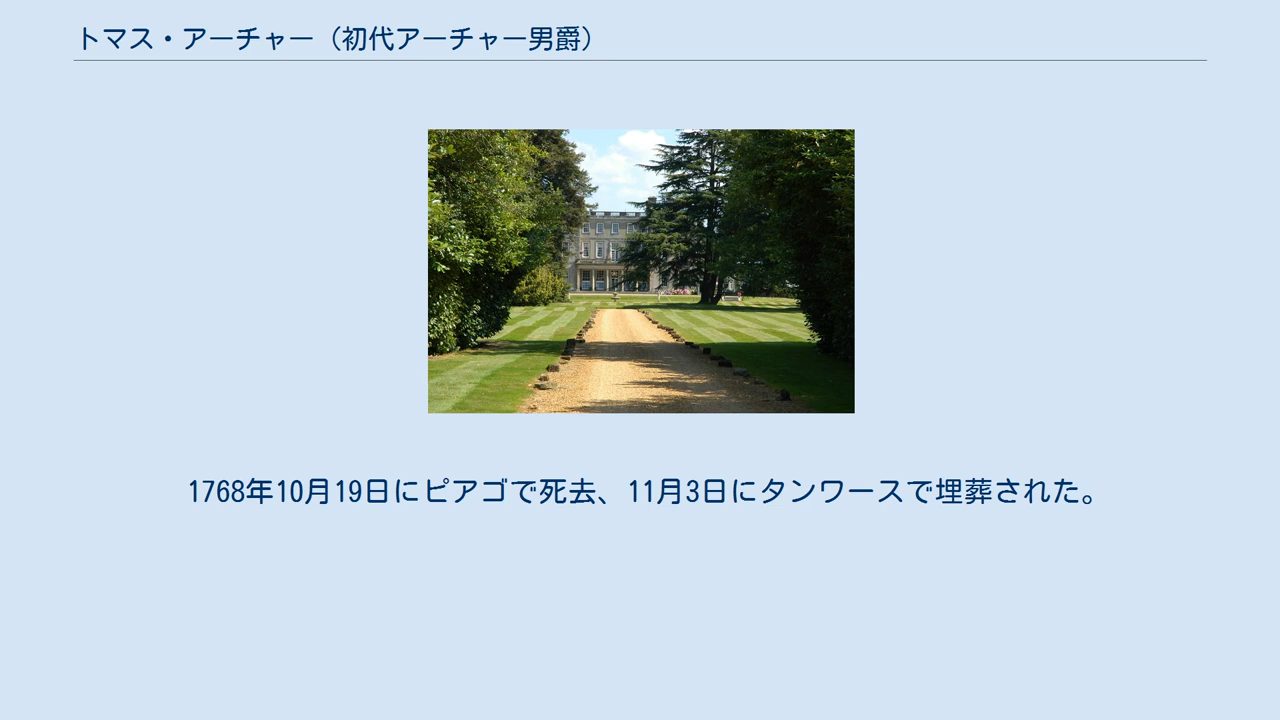 トマス・アーチャー（初代アーチャー男爵）
1768年10月19日にピアゴで死去、11月3日にタンワースで埋葬された。